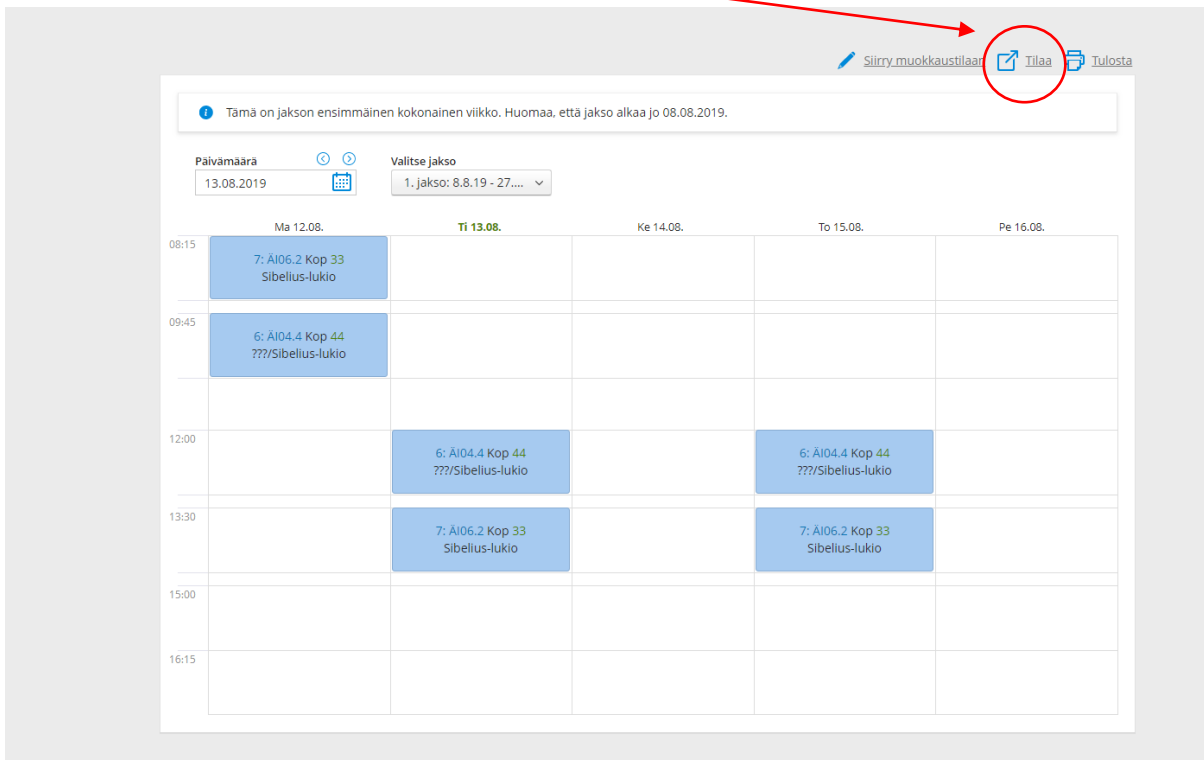 Siirry muokkaustilaan Tilaa Tulosta
Tämä on jakson ensimmäinen kokonainen viikko. Huomaa, että jakso alkaa jo 08.08.2019.
Päivämäärä Valitse jakso
13.08.2019 1. jakso: 8.8.19 - 27....
Ma 12.08. Ti 13.08. Ke 14.08. To 15.08. Pe 16.08.
08:15
7: ÄI06.2 Kop 33
Sibelius-lukio
09:45
6: ÄI04.4 Kop 44
???/Sibelius-lukio
12:00
6: ÄI04.4 Kop 44 6: ÄI04.4 Kop 44
???/Sibelius-lukio ???/Sibelius-lukio
13:30
7: ÄI06.2 Kop 33 7: ÄI06.2 Kop 33
Sibelius-lukio Sibelius-lukio
15:00
16:15